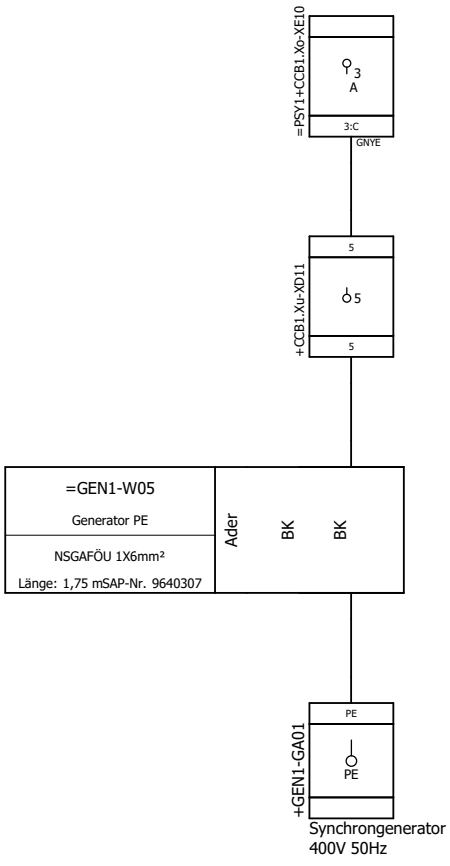 =PSY1+CCB1.Xo-XE10
3
A
3:C
GNYE
+CCB1.Xu-XD11
5
5
5
=GEN1-W05
Generator PE
NSGAFÖU 1X6mm²
Länge: 1,75 mSAP-Nr. 9640307
Ader
BK
BK
+GEN1-GA01
PE
PE
Synchrongenerator
400V 50Hz